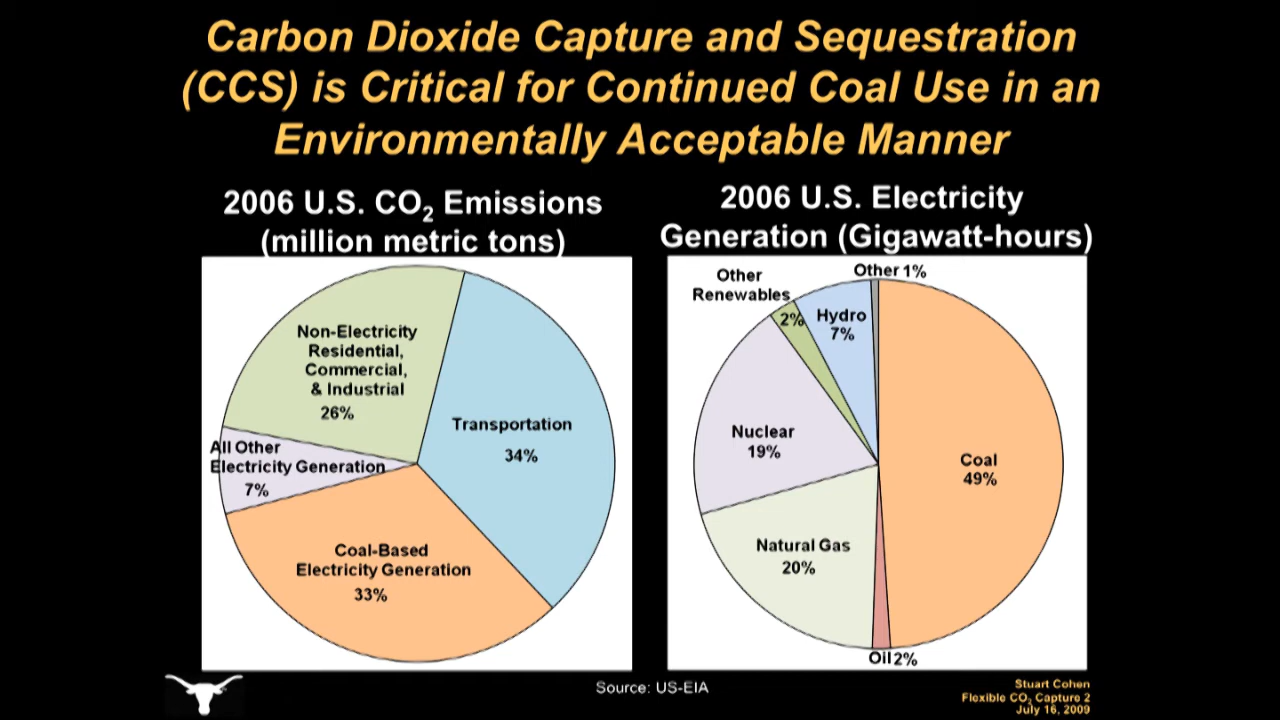 Carbon Dioxide Capture and Sequestration
(CCS) is Critical for Continued Coal Use in an
Environmentally Acceptable Manner
2006 U.S. CO₂ Emissions
(million metric tons)
Non-Electricity
Residential,
Commercial,
& Industrial
26%
Transportation
34%
All Other
Electricity Generation
7%
Coal-Based
Electricity Generation
33%
2006 U.S. Electricity
Generation (Gigawatt-hours)
Other 1%
Other
Renewables
2%
Hydro
7%
Nuclear
19%
Coal
49%
Natural Gas
20%
Oil 2%
Source: US-EIA
Stuart Cohen
Flexible CO₂ Capture 2
July 16, 2009